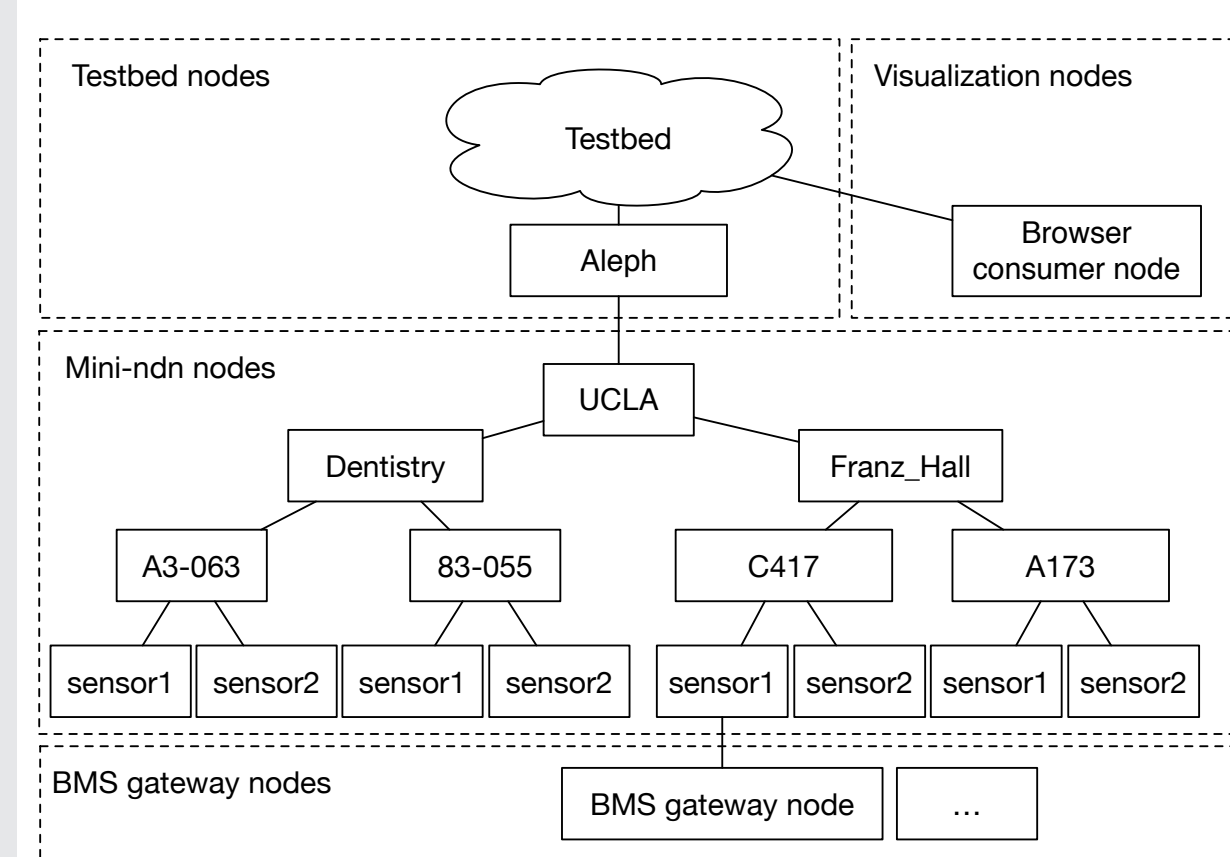 Testbed nodes
Visualization nodes
Testbed
Browser
consumer node
Aleph
Mini-ndn nodes
UCLA
Dentistry
Franz_Hall
A3-063
83-055
C417
A173
sensor1
sensor2
sensor1
sensor2
sensor1
sensor2
sensor1
sensor2
BMS gateway nodes
BMS gateway node
…